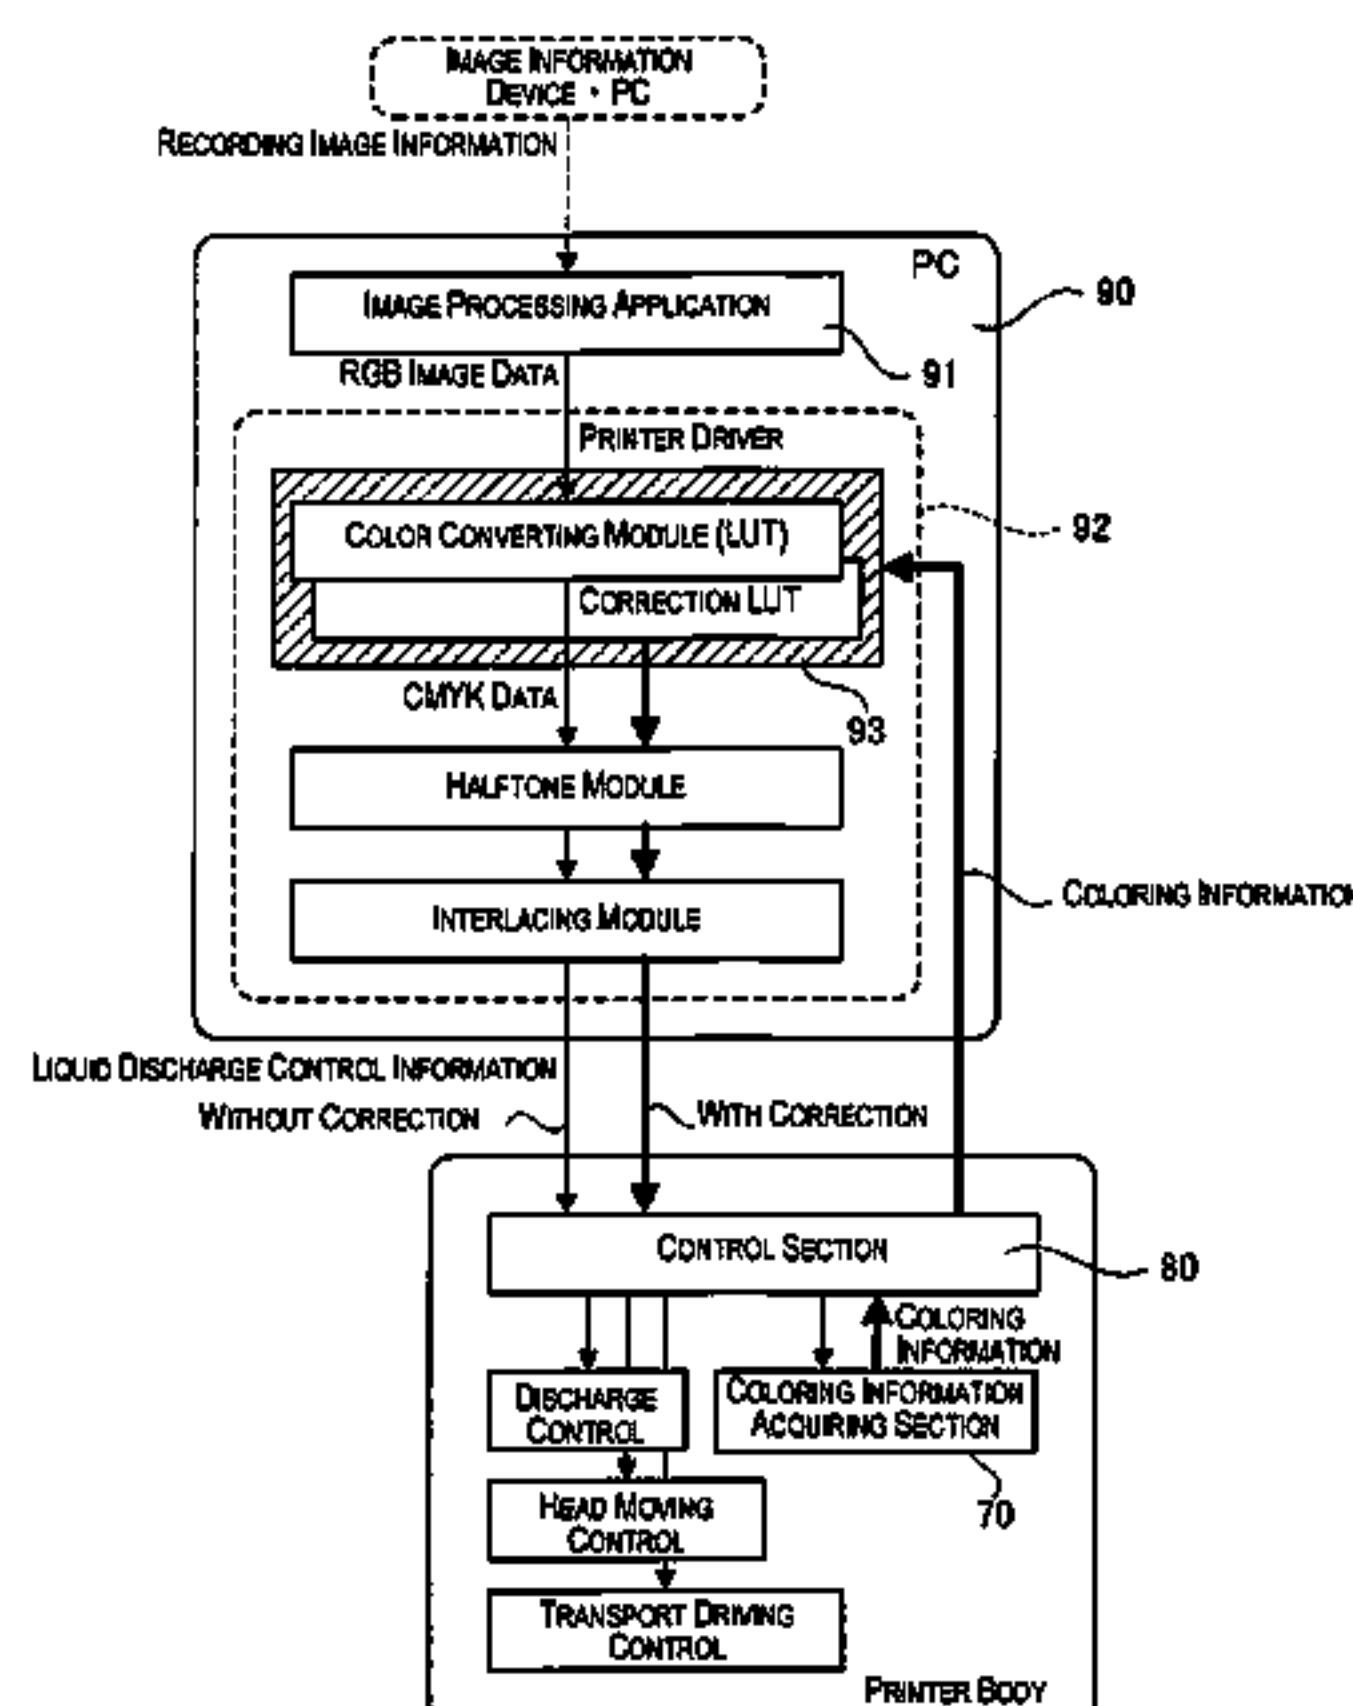 IMAGE INFORMATION
DEVICE・PC
RECORDING IMAGE INFORMATION
PC
90
IMAGE PROCESSING APPLICATION
91
RGB IMAGE DATA
PRINTER DRIVER
92
COLOR CONVERTING MODULE (LUT)
CORRECTION LUT
CMYK DATA
93
HALFTONE MODULE
INTERLACING MODULE
COLORING INFORMATION
LIQUID DISCHARGE CONTROL INFORMATION
WITHOUT CORRECTION
WITH CORRECTION
CONTROL SECTION
80
COLORING
INFORMATION
DISCHARGE
CONTROL
COLORING INFORMATION
ACQUIRING SECTION
70
HEAD MOVING
CONTROL
TRANSPORT DRIVING
CONTROL
PRINTER BODY